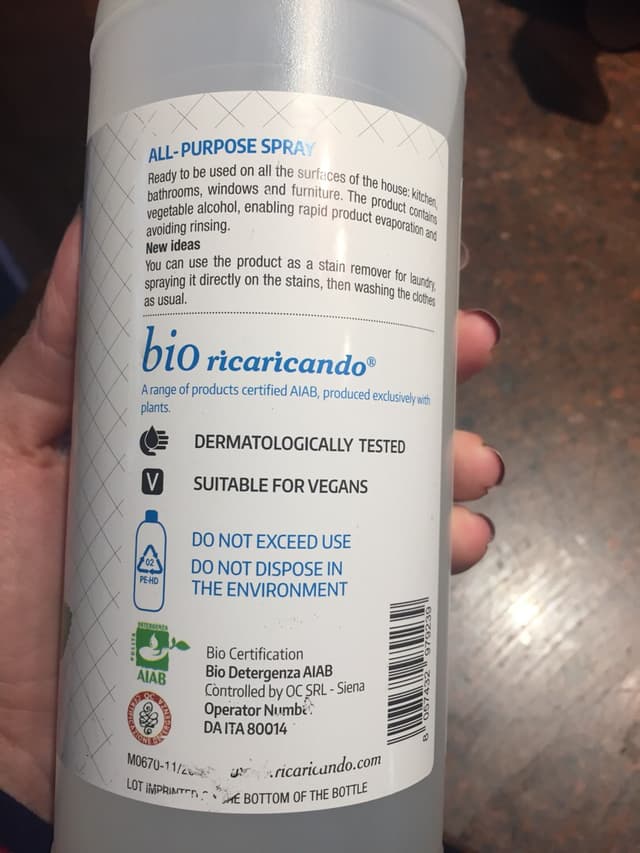 ALL-PURPOSE SPRAY
Ready to be used on all the surfaces of the house: kitchen,
bathrooms, windows and furniture. The product contains
vegetable alcohol, enabling rapid product evaporation and
avoiding rinsing.
New ideas
You can use the product as a stain remover for laundry,
spraying it directly on the stains, then washing the clothes
as usual.
bio ricaricando®
A range of products certified AIAB, produced exclusively with
plants.
DERMATOLOGICALLY TESTED
V SUITABLE FOR VEGANS
02
PE-HD
DO NOT EXCEED USE
DO NOT DISPOSE IN
THE ENVIRONMENT
AIAB
Bio Certification
Bio Detergenza AIAB
Controlled by OC SRL - Siena
Operator Number
DA ITA 80014
8 057432 979239
.ricaricando.com
LOT IMPRINTED BOTTOM OF THE BOTTLE